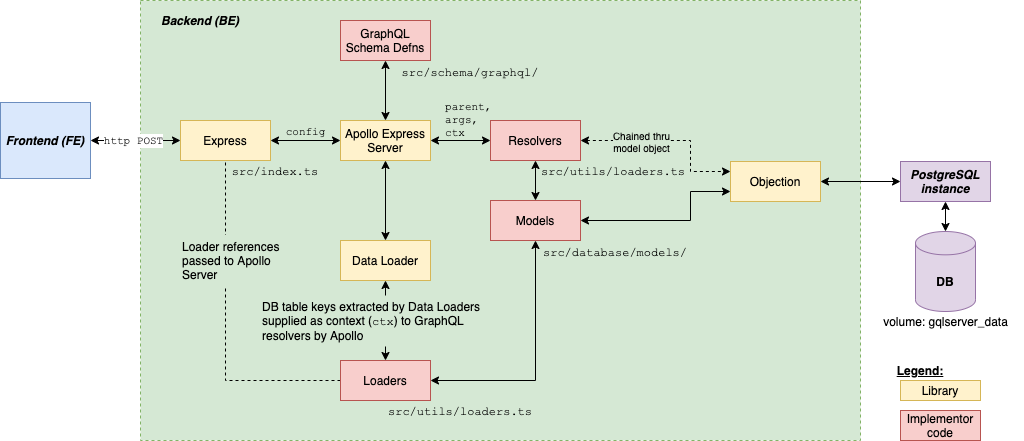 Backend (BE)
GraphQL
Schema Defns
src/schema/graphql/
parent,
args,
ctx
Frontend (FE)
http POST
Express
config
Apollo Express
Server
Resolvers
Chained thru
model object
src/index.ts
src/utils/loaders.ts
Objection
PostgreSQL
instance
Models
src/database/models/
Loader references
passed to Apollo
Server
Data Loader
DB
DB table keys extracted by Data Loaders
supplied as context (ctx) to GraphQL
resolvers by Apollo
volume: gqlserver_data
Loaders
src/utils/loaders.ts
Legend:
Library
Implementor
code